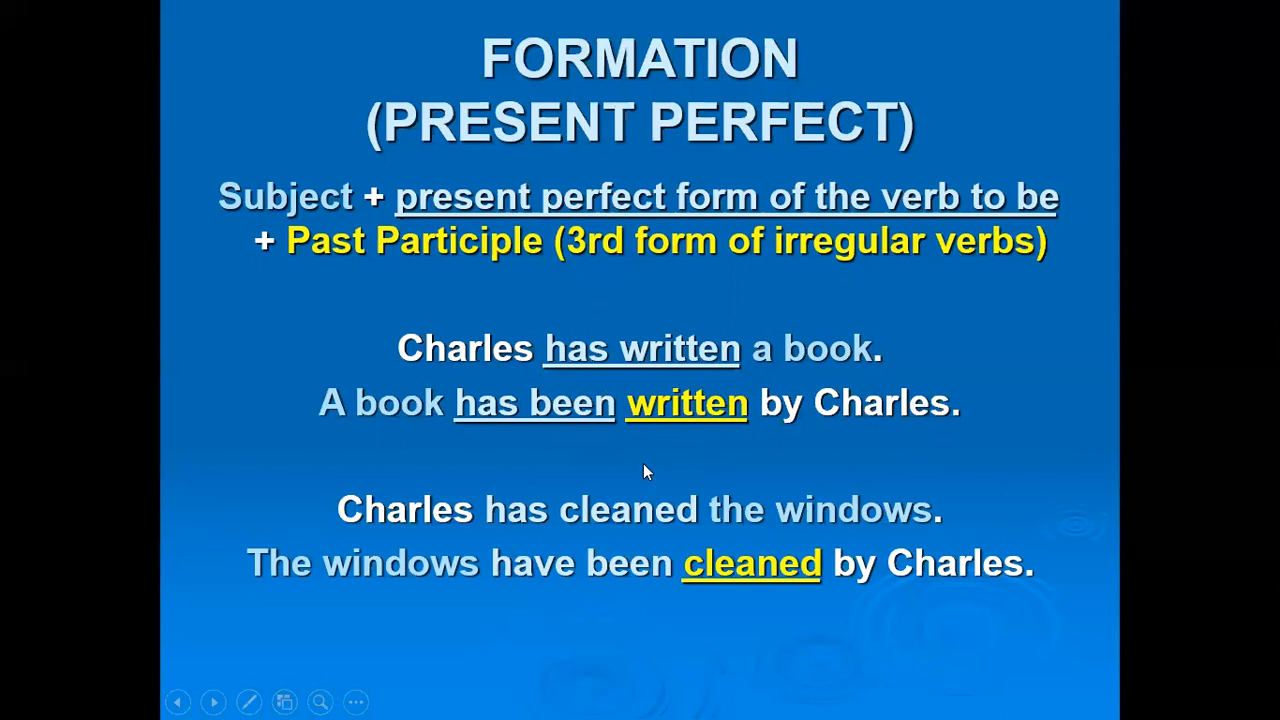 FORMATION
(PRESENT PERFECT)
Subject + present perfect form of the verb to be
+ Past Participle (3rd form of irregular verbs)
Charles has written a book.
A book has been written by Charles.
Charles has cleaned the windows.
The windows have been cleaned by Charles.